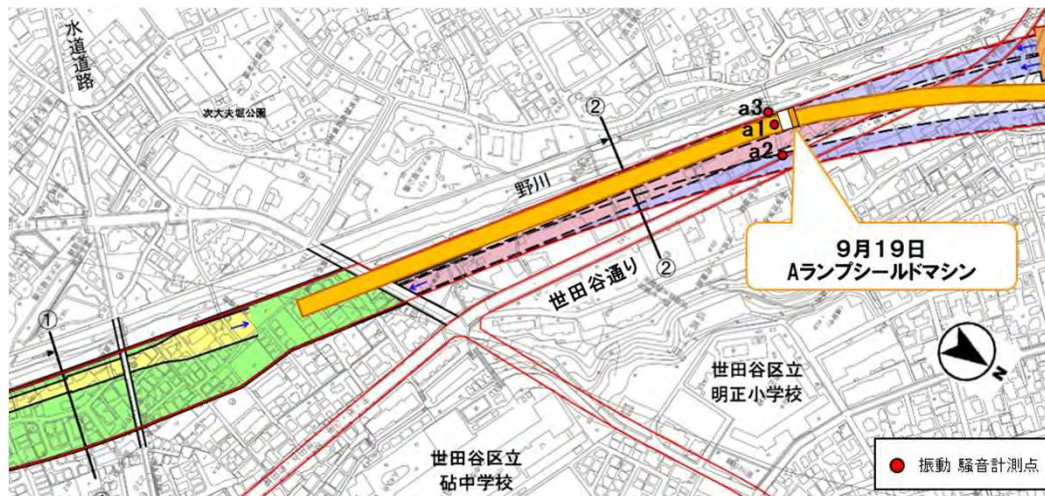 水道道路
次大夫堀公園
②
a3
a1
a2
野川
9月19日
Aランプシールドマシン
②
世田谷通り
①
N
世田谷区立
明正小学校
世田谷区立
砧中学校
振動 騒音計測点